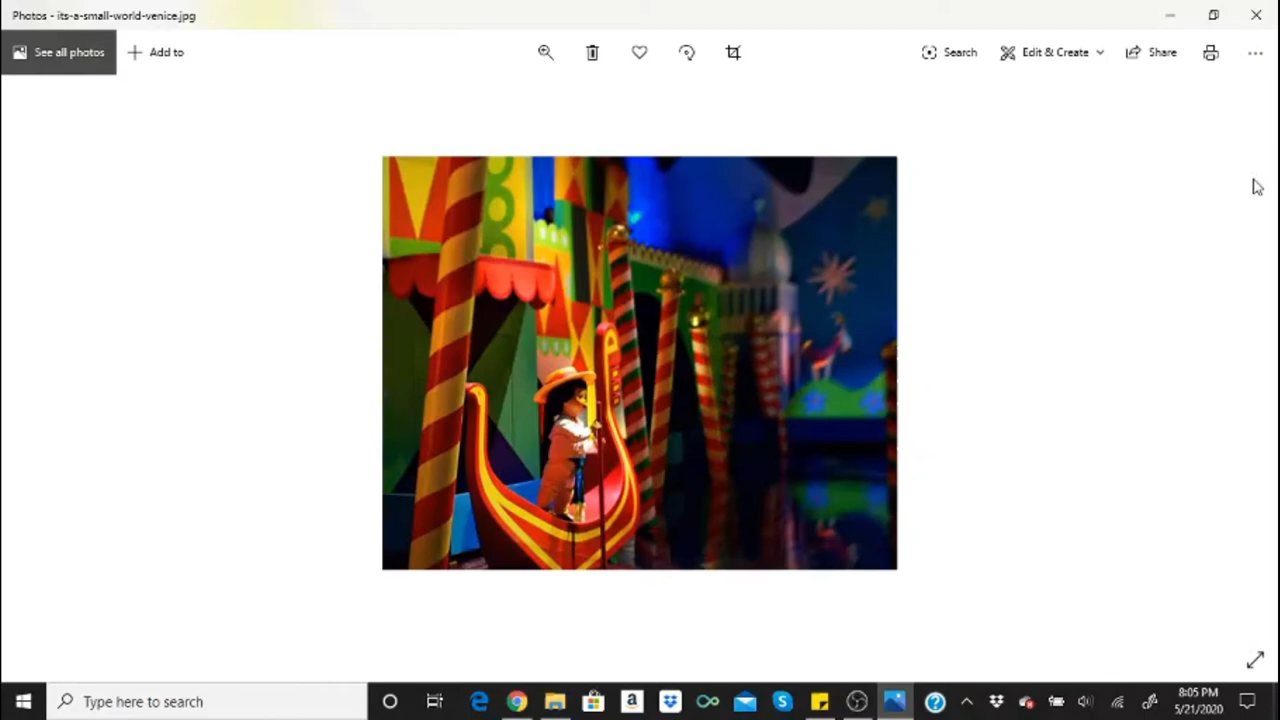 Photos - its-a-small-world-venice.jpg
See all photos
Add to
Search
Edit & Create
Share
Type here to search
a
8:05 PM
5/21/2020